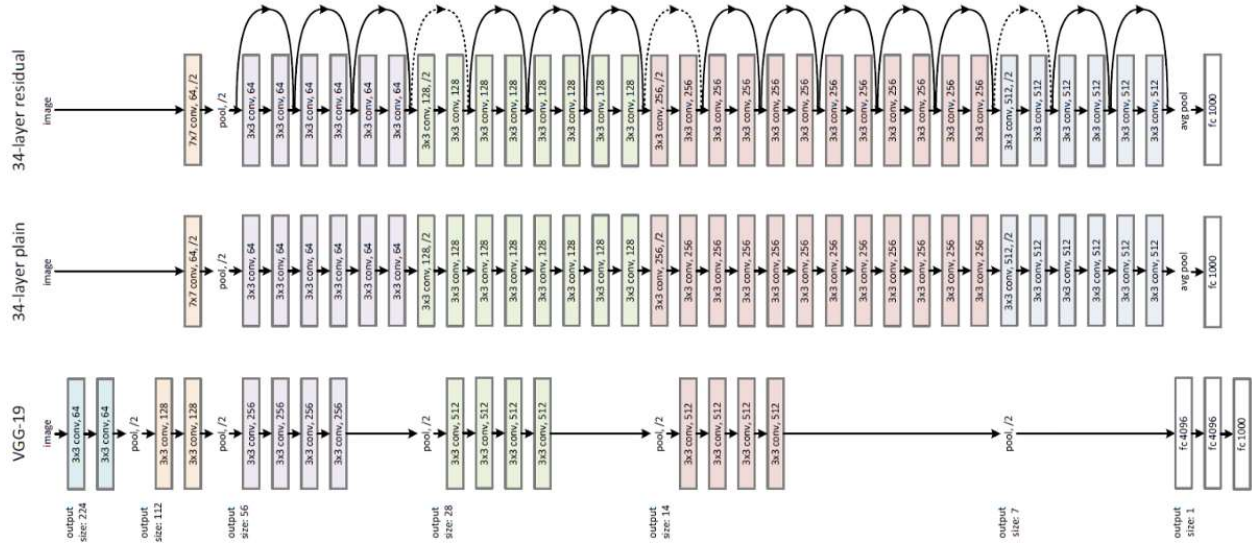 34-layer residual
image
7x7 conv, 64, /2
pool, /2
3x3 conv, 64
3x3 conv, 64
3x3 conv, 64
3x3 conv, 64
3x3 conv, 64
3x3 conv, 64
3x3 conv, 128, /2
3x3 conv, 128
3x3 conv, 128
3x3 conv, 128
3x3 conv, 128
3x3 conv, 128
3x3 conv, 128
3x3 conv, 128
3x3 conv, 256, /2
3x3 conv, 256
3x3 conv, 256
3x3 conv, 256
3x3 conv, 256
3x3 conv, 256
3x3 conv, 256
3x3 conv, 256
3x3 conv, 256
3x3 conv, 256
3x3 conv, 256
3x3 conv, 256
3x3 conv, 512, /2
3x3 conv, 512
3x3 conv, 512
3x3 conv, 512
3x3 conv, 512
3x3 conv, 512
avg pool
fc 1000
34-layer plain
image
7x7 conv, 64, /2
pool, /2
3x3 conv, 64
3x3 conv, 64
3x3 conv, 64
3x3 conv, 64
3x3 conv, 64
3x3 conv, 64
3x3 conv, 128, /2
3x3 conv, 128
3x3 conv, 128
3x3 conv, 128
3x3 conv, 128
3x3 conv, 128
3x3 conv, 128
3x3 conv, 128
3x3 conv, 256, /2
3x3 conv, 256
3x3 conv, 256
3x3 conv, 256
3x3 conv, 256
3x3 conv, 256
3x3 conv, 256
3x3 conv, 256
3x3 conv, 256
3x3 conv, 256
3x3 conv, 256
3x3 conv, 256
3x3 conv, 512, /2
3x3 conv, 512
3x3 conv, 512
3x3 conv, 512
3x3 conv, 512
3x3 conv, 512
avg pool
fc 1000
VGG-19
image
3x3 conv, 64
3x3 conv, 64
pool, /2
3x3 conv, 128
3x3 conv, 128
pool, /2
3x3 conv, 256
3x3 conv, 256
3x3 conv, 256
3x3 conv, 256
pool, /2
3x3 conv, 512
3x3 conv, 512
3x3 conv, 512
3x3 conv, 512
pool, /2
3x3 conv, 512
3x3 conv, 512
3x3 conv, 512
3x3 conv, 512
pool, /2
fc 4096
fc 4096
fc 1000
output
size: 224
output
size: 112
output
size: 56
output
size: 28
output
size: 14
output
size: 7
output
size: 1